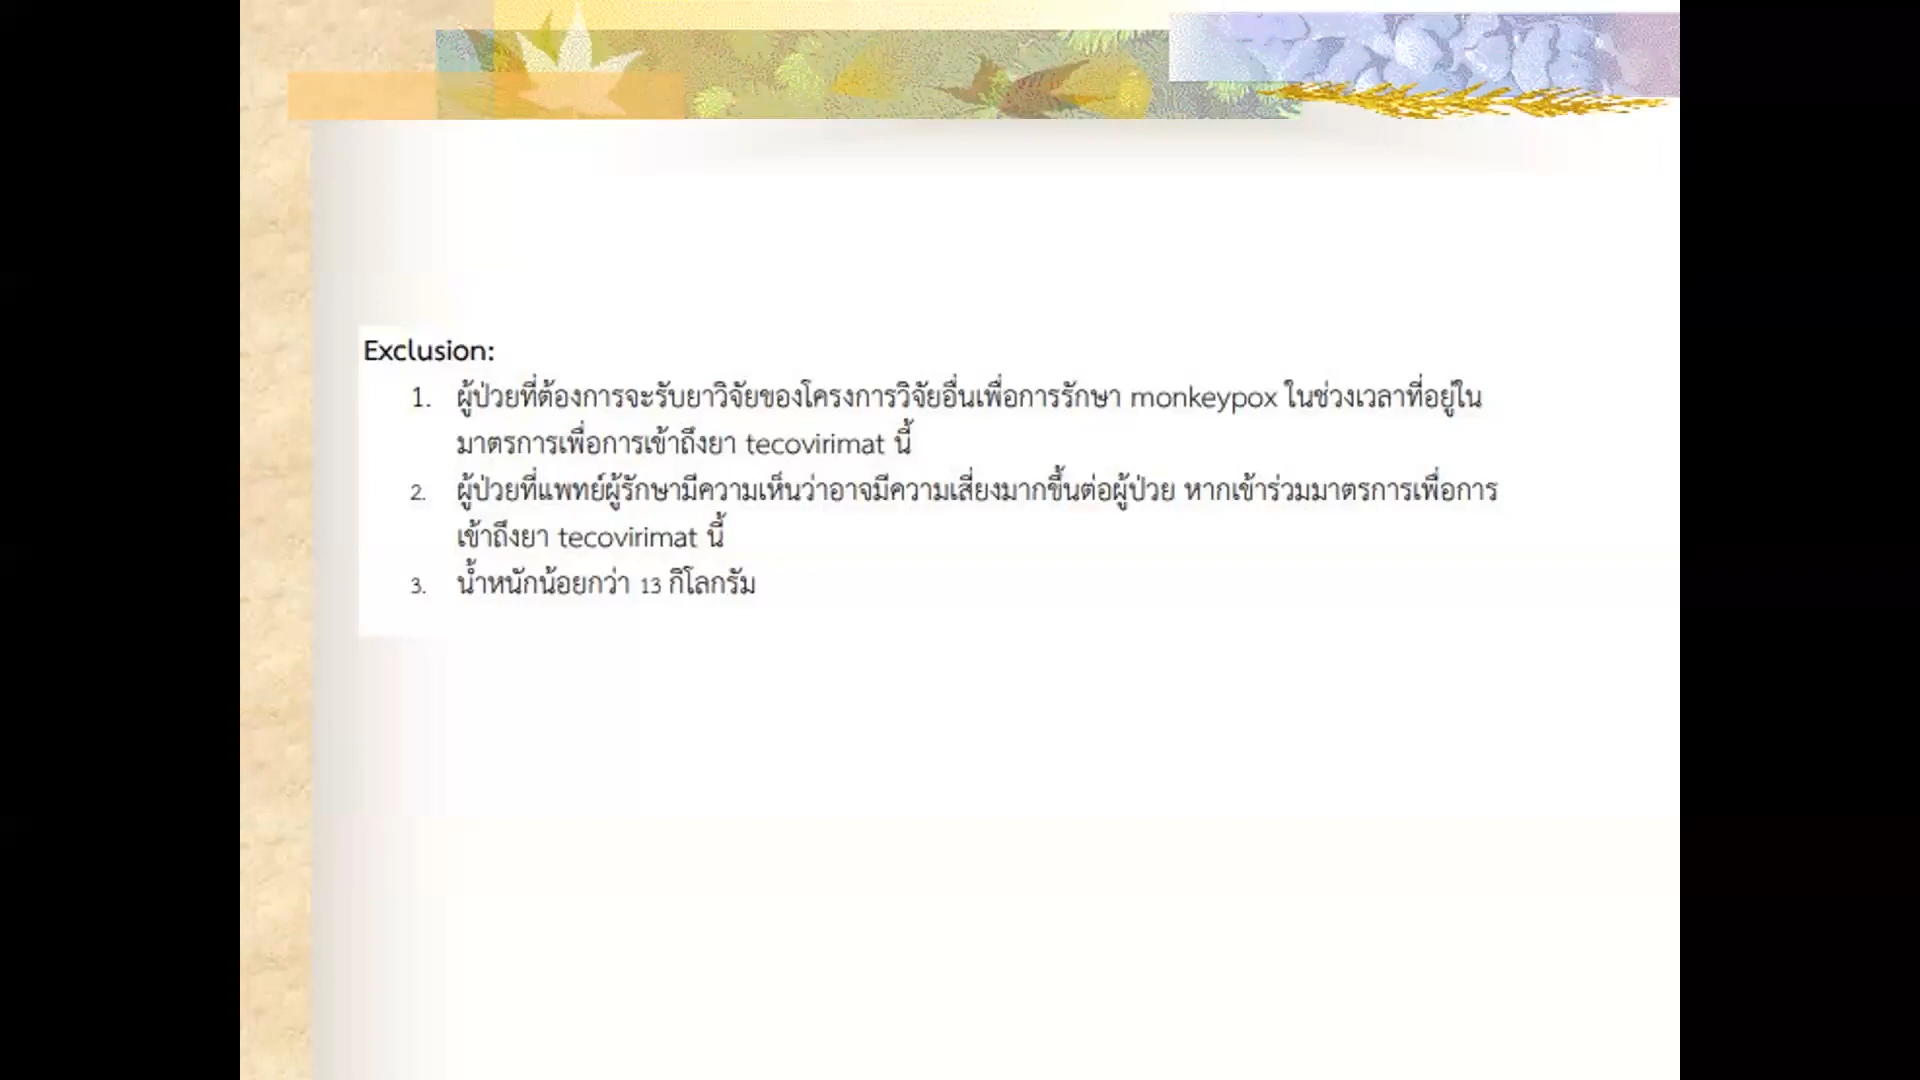 Exclusion:
1. ผู้ป่วยที่ต้องการจะรับยาวิจัยของโครงการวิจัยอื่นเพื่อการรักษา monkeypox ในช่วงเวลาที่อยู่ใน
มาตรการเพื่อการเข้าถึงยา tecovirimat นี้
2. ผู้ป่วยที่แพทย์ผู้รักษามีความเห็นว่าอาจมีความเสี่ยงมากขึ้นต่อผู้ป่วย หากเข้าร่วมมาตรการเพื่อการ
เข้าถึงยา tecovirimat นี้
3. น้ำหนักน้อยกว่า 13 กิโลกรัม